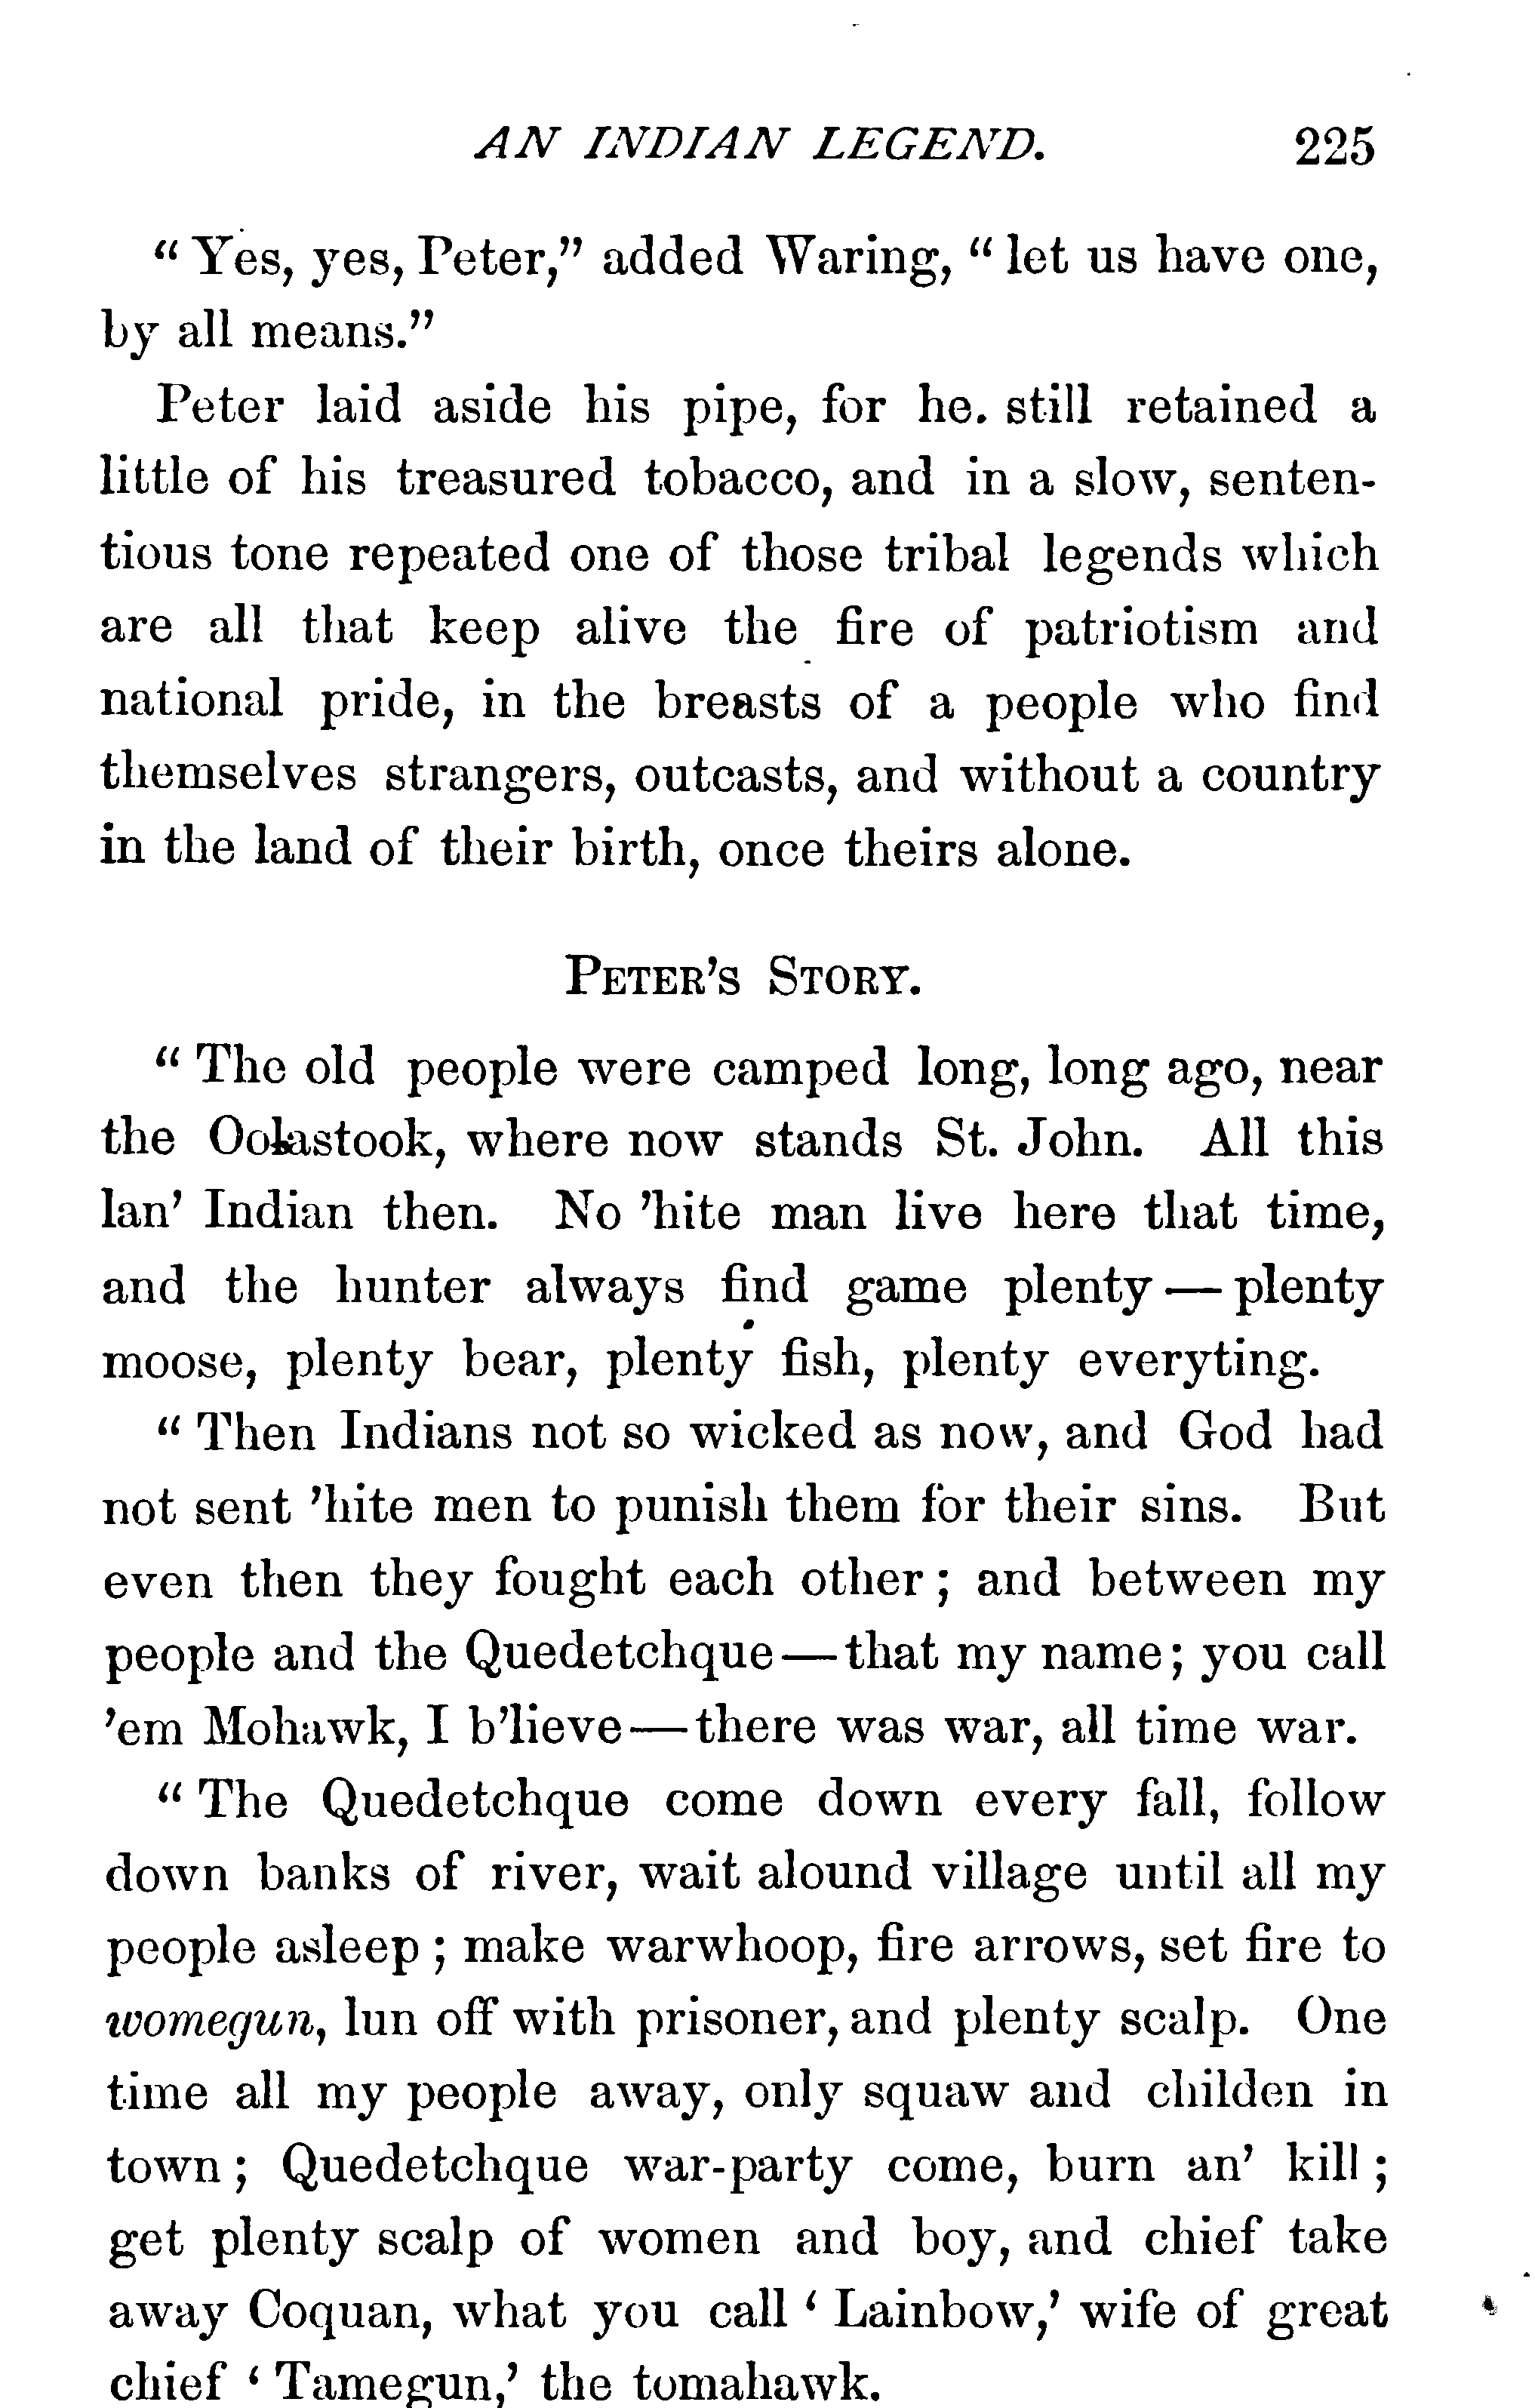 AN INDIAN LEGEND. 225
“Yes, yes, Peter,” added Waring, “let us have one,
by all means.”
Peter laid aside his pipe, for he. still retained a
little of his treasured tobacco, and in a slow, senten-
tious tone repeated one of those tribal legends which
are all that keep alive the fire of patriotism and
national pride, in the breasts of a people who find
themselves strangers, outcasts, and without a country
in the land of their birth, once theirs alone.
PETER’S STORY.
“The old people were camped long, long ago, near
the Oolastook, where now stands St. John. All this
lan’ Indian then. No ’hite man live here that time,
and the hunter always find game plenty — plenty
moose, plenty bear, plenty fish, plenty everyting.
“Then Indians not so wicked as now, and God had
not sent ’hite men to punish them for their sins. But
even then they fought each other; and between my
people and the Quedetchque—that my name; you call
’em Mohawk, I b’lieve—there was war, all time war.
“The Quedetchque come down every fall, follow
down banks of river, wait alound village until all my
people asleep; make warwhoop, fire arrows, set fire to
womegun, lun off with prisoner, and plenty scalp. One
time all my people away, only squaw and childen in
town; Quedetchque war-party come, burn an’ kill;
get plenty scalp of women and boy, and chief take
away Coquan, what you call ‘Lainbow,’ wife of great
chief ‘Tamegun,’ the tomahawk.